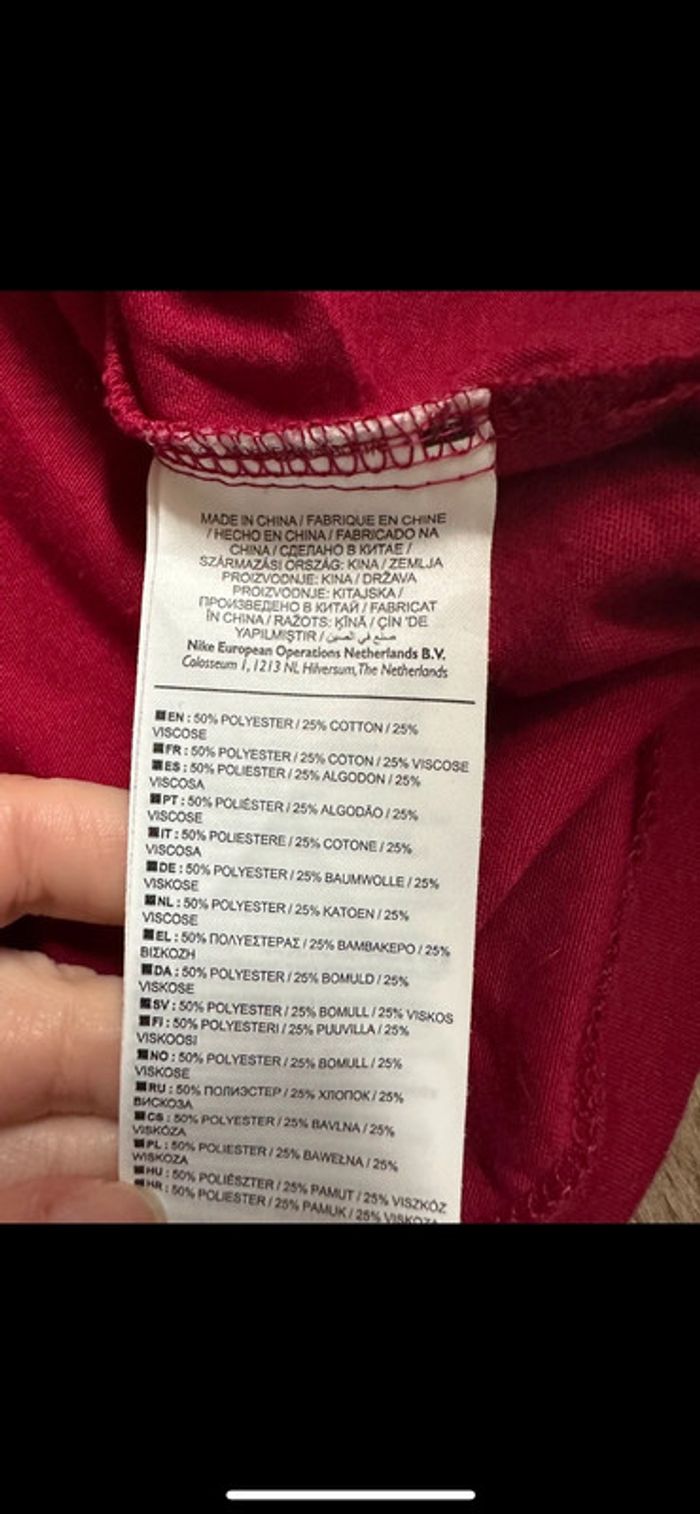 MADE IN CHINA / FABRIQUE EN CHINE
/ HECHO EN CHINA / FABRICADO NA
CHINA / СДЕЛАНО В КИТАЕ /
SZÁRMAZÁSI ORSZÁG: KINA / ZEMLJA
PROIZVODNJE: KINA / DRŽAVA
PROIZVODNJE: KITAJSKA /
ПРОИЗВЕДЕНО В КИТАЙ / FABRICAT
ÎN CHINA / RAŽOTS: ĶĪNĀ / ÇİN 'DE
YAPILMIŞTIR / صنع في الصين
Nike European Operations Netherlands B.V.
Colosseum 1, 1213 NL Hilversum, The Netherlands
EN : 50% POLYESTER / 25% COTTON / 25%
VISCOSE
FR : 50% POLYESTER / 25% COTON / 25% VISCOSE
ES : 50% POLIESTER / 25% ALGODON / 25%
VISCOSA
PT : 50% POLIÉSTER / 25% ALGODÃO / 25%
VISCOSE
IT : 50% POLIESTERE / 25% COTONE / 25%
VISCOSA
DE : 50% POLYESTER / 25% BAUMWOLLE / 25%
VISKOSE
NL : 50% POLYESTER / 25% KATOEN / 25%
VISCOSE
EL : 50% ΠΟΛΥΕΣΤΕΡΑΣ / 25% ΒΑΜΒΑΚΕΡΟ / 25%
ΒΙΣΚΟΖΗ
DA : 50% POLYESTER / 25% BOMULD / 25%
VISKOSE
SV : 50% POLYESTER / 25% BOMULL / 25% VISKOS
FI : 50% POLYESTERI / 25% PUUVILLA / 25%
VISKOOSI
NO : 50% POLYESTER / 25% BOMULL / 25%
VISKOSE
RU : 50% ПОЛИЭСТЕР / 25% ХЛОПОК / 25%
ВИСКОЗА
CS : 50% POLYESTER / 25% BAVLNA / 25%
VISKÓZA
PL : 50% POLIESTER / 25% BAWEŁNA / 25%
WISKOZA
HU : 50% POLIÉSZTER / 25% PAMUT / 25% VISZKÓZ
HR : 50% POLIESTER / 25% PAMUK / 25% VISKOZA